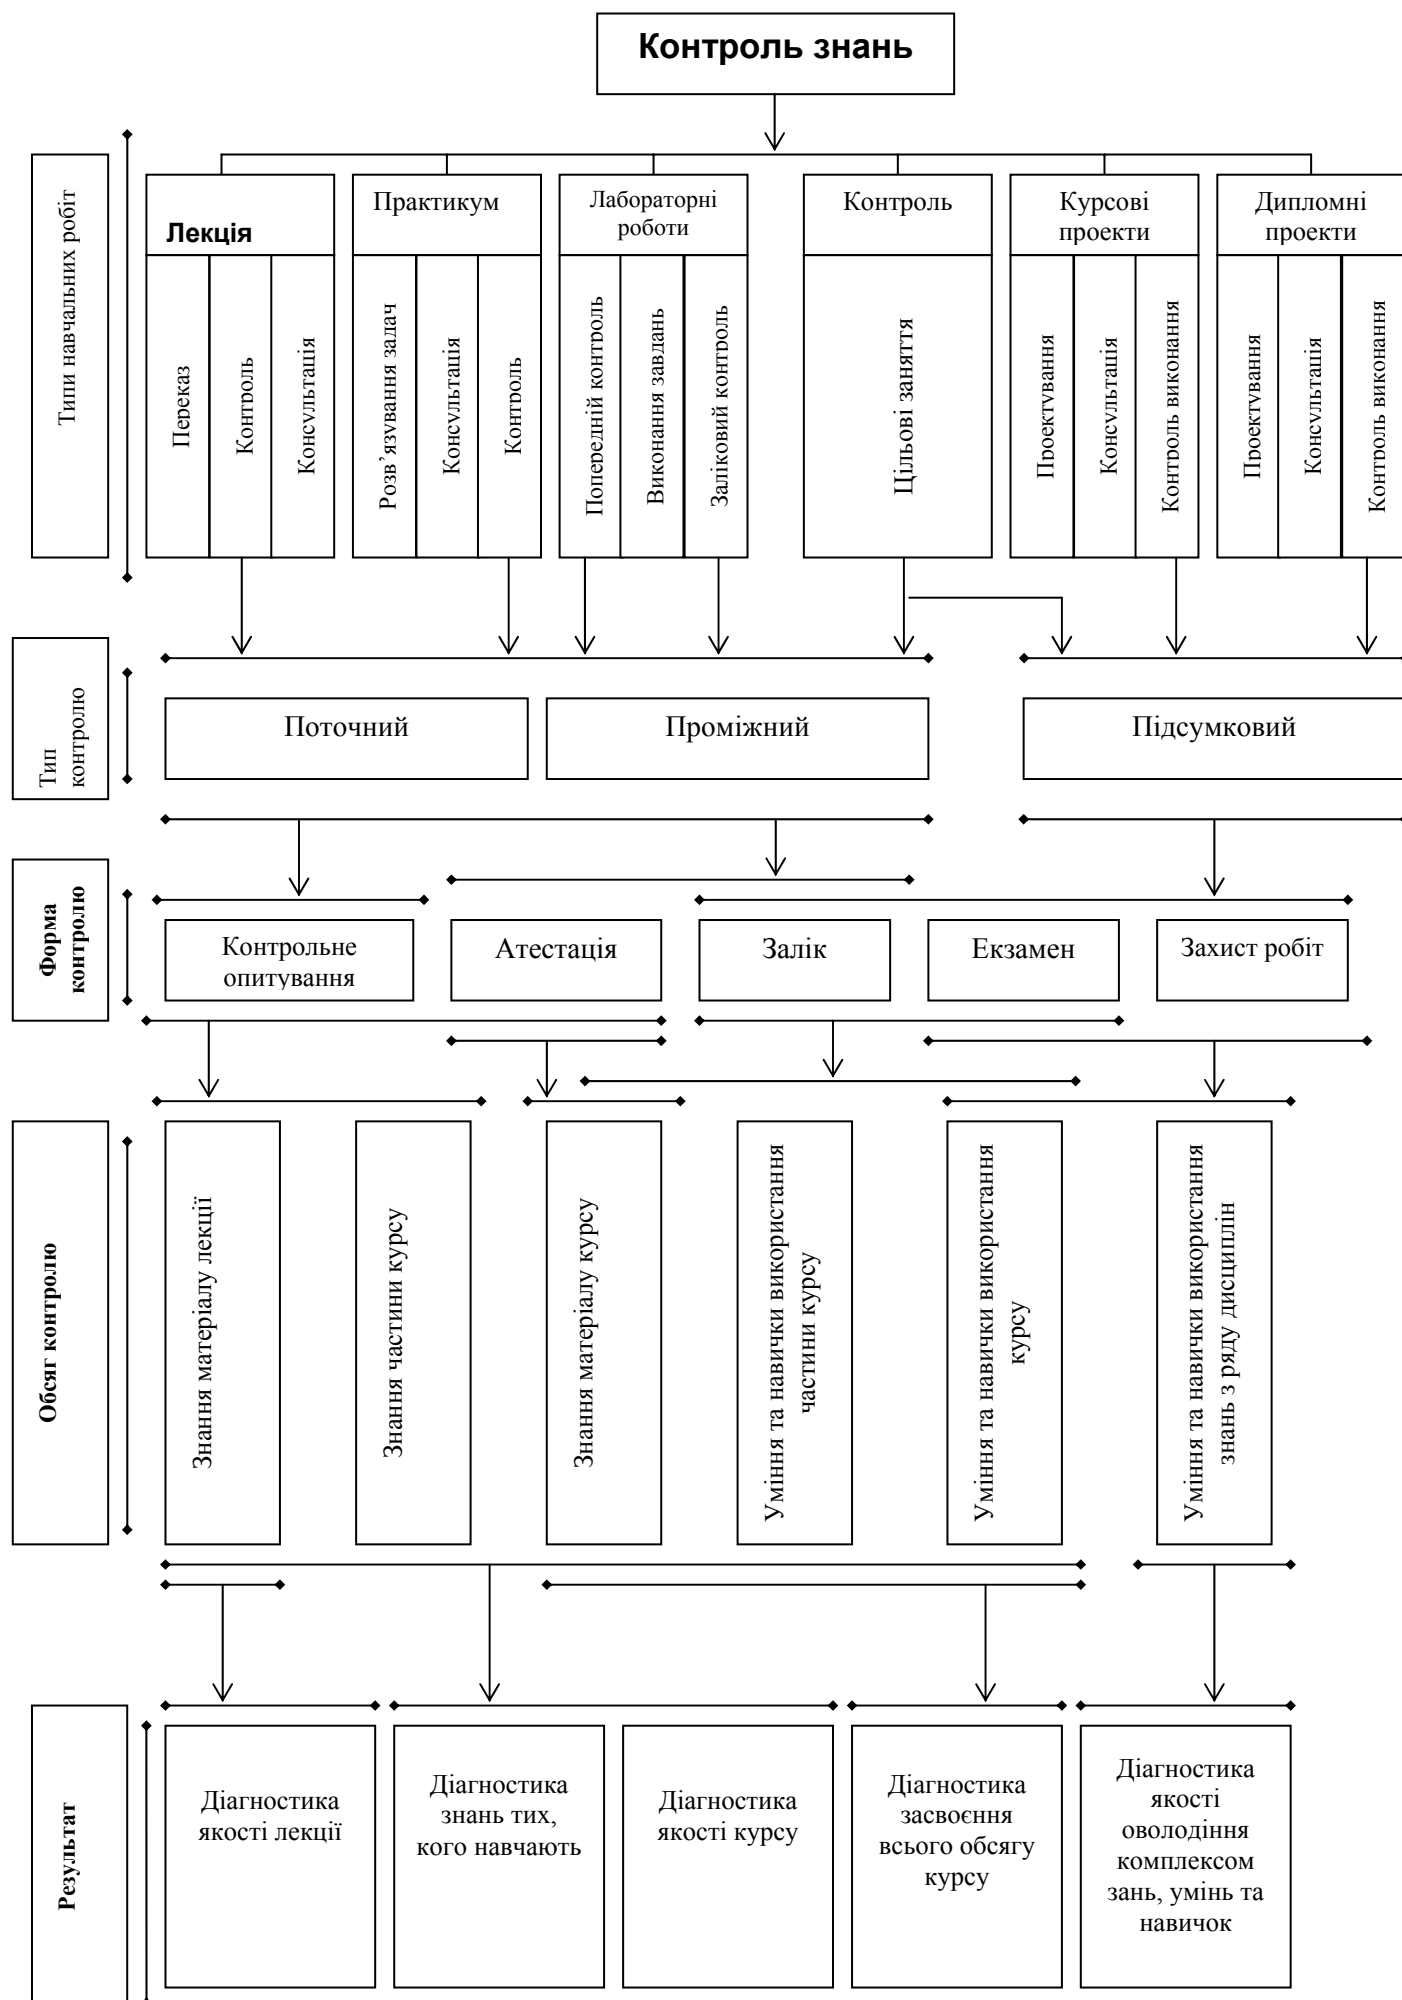 Контроль знань
Типи навчальних робіт
Лекція
Практикум
Лабораторні
роботи
Контроль
Курсові
проекти
Дипломні
проекти
Переказ
Контроль
Консультація
Розв’язування задач
Консультація
Контроль
Попередній контроль
Виконання завдань
Заліковий контроль
Цільові заняття
Проектування
Консультація
Контроль виконання
Проектування
Консультація
Контроль виконання
Тип
контролю
Поточний
Проміжний
Підсумковий
Форма
контролю
Контрольне
опитування
Атестація
Залік
Екзамен
Захист робіт
Обсяг контролю
Знання матеріалу лекції
Знання частини курсу
Знання матеріалу курсу
Уміння та навички використання
частини курсу
Уміння та навички використання
курсу
Уміння та навички використання
знань з ряду дисциплін
Результат
Діагностика
якості лекції
Діагностика
знань тих,
кого навчають
Діагностика
якості курсу
Діагностика
засвоєння
всього обсягу
курсу
Діагностика
якості
оволодіння
комплексом
зань, умінь та
навичок